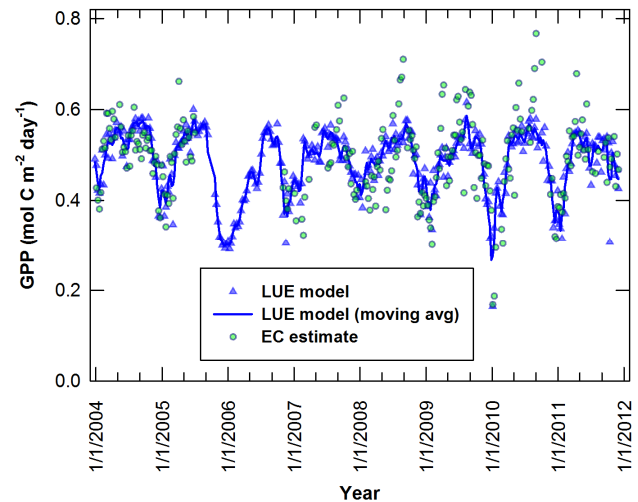 0.8
0.6
0.4
0.2
0.0
GPP (mol C m-2 day-1)
LUE model
LUE model (moving avg)
EC estimate
1/1/2004
1/1/2005
1/1/2006
1/1/2007
1/1/2008
1/1/2009
1/1/2010
1/1/2011
1/1/2012
Year